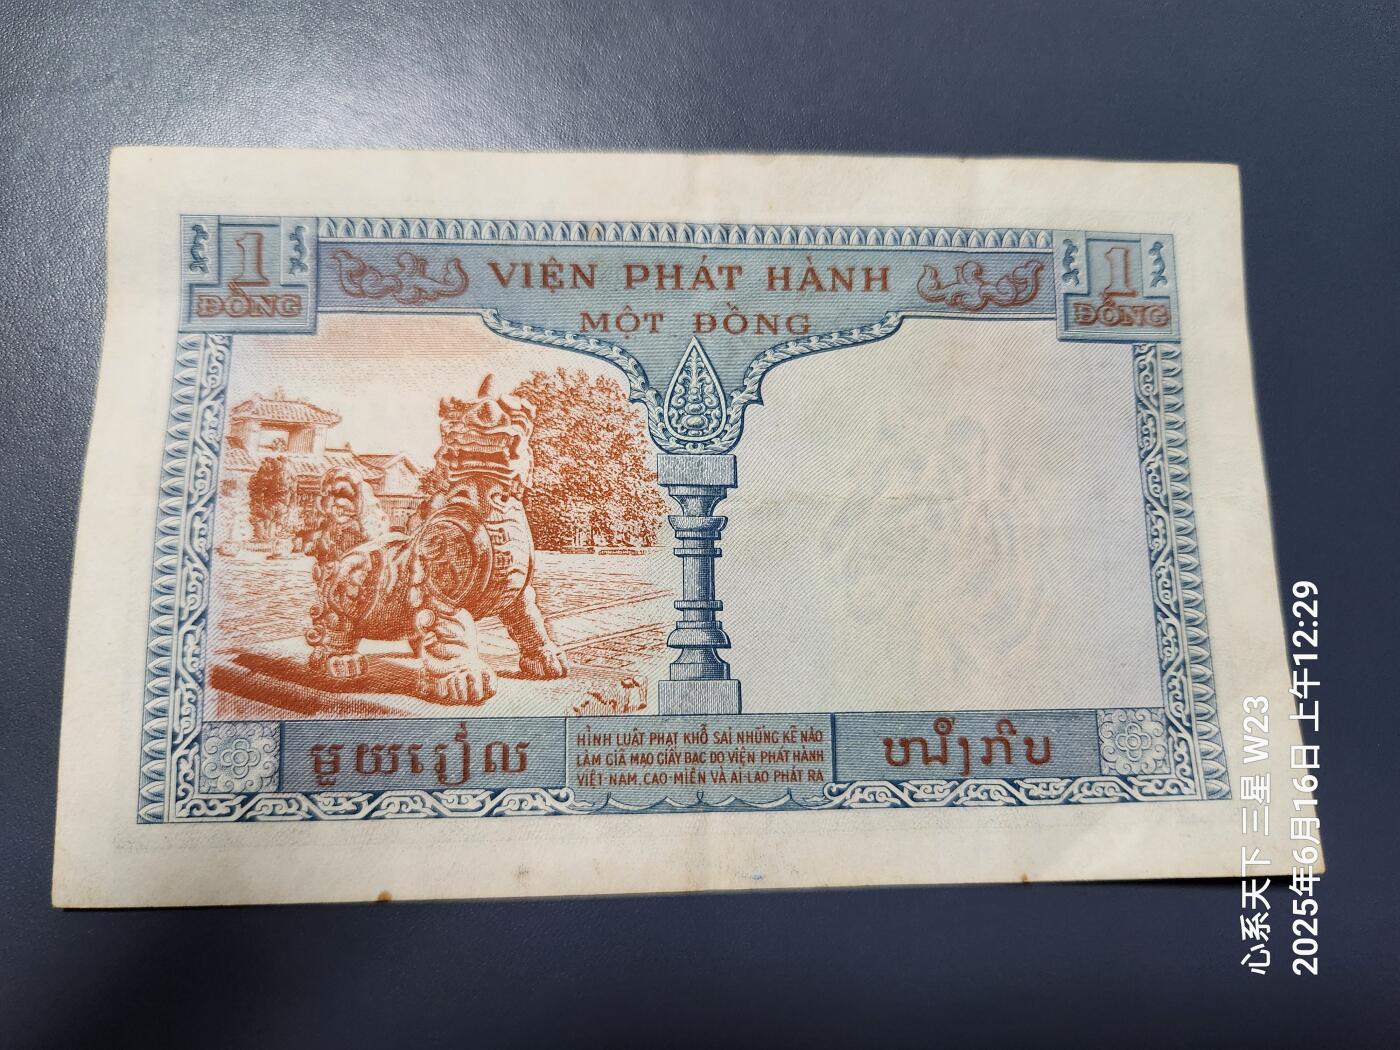 1
ĐỒNG
VIỆN PHÁT HÀNH
MỘT ĐỒNG
1
ĐỒNG
មួយរៀល
HÌNH LUẬT PHẠT KHỔ SAI NHỮNG KẺ NÀO
LÀM GIẢ MẠO GIẤY BẠC DO VIỆN PHÁT HÀNH
VIỆT-NAM, CAO-MIÊN VÀ AI-LAO PHÁT RA
ໜຶ່ງກີບ
心系天下 三星 W23
2025年6月16日 上午12:29